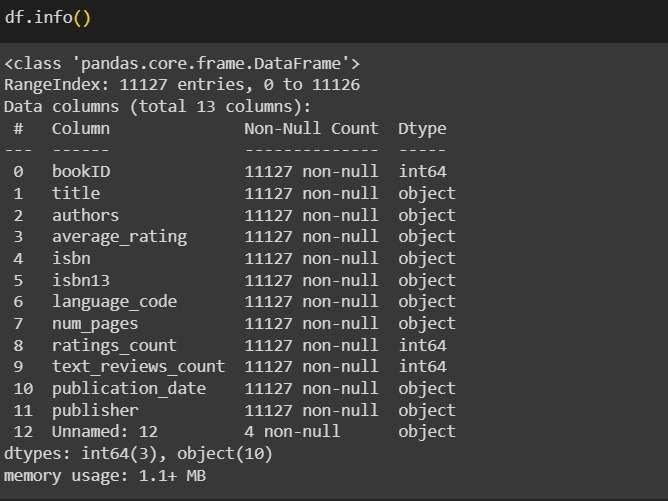 df.info()
<class 'pandas.core.frame.DataFrame'>
RangeIndex: 11127 entries, 0 to 11126
Data columns (total 13 columns):
 #   Column              Non-Null Count  Dtype
---  ------              --------------  -----
 0   bookID              11127 non-null  int64
 1   title               11127 non-null  object
 2   authors             11127 non-null  object
 3   average_rating      11127 non-null  object
 4   isbn                11127 non-null  object
 5   isbn13              11127 non-null  object
 6   language_code       11127 non-null  object
 7   num_pages           11127 non-null  object
 8   ratings_count       11127 non-null  int64
 9   text_reviews_count  11127 non-null  int64
 10  publication_date    11127 non-null  object
 11  publisher           11127 non-null  object
 12  Unnamed: 12         4 non-null      object
dtypes: int64(3), object(10)
memory usage: 1.1+ MB